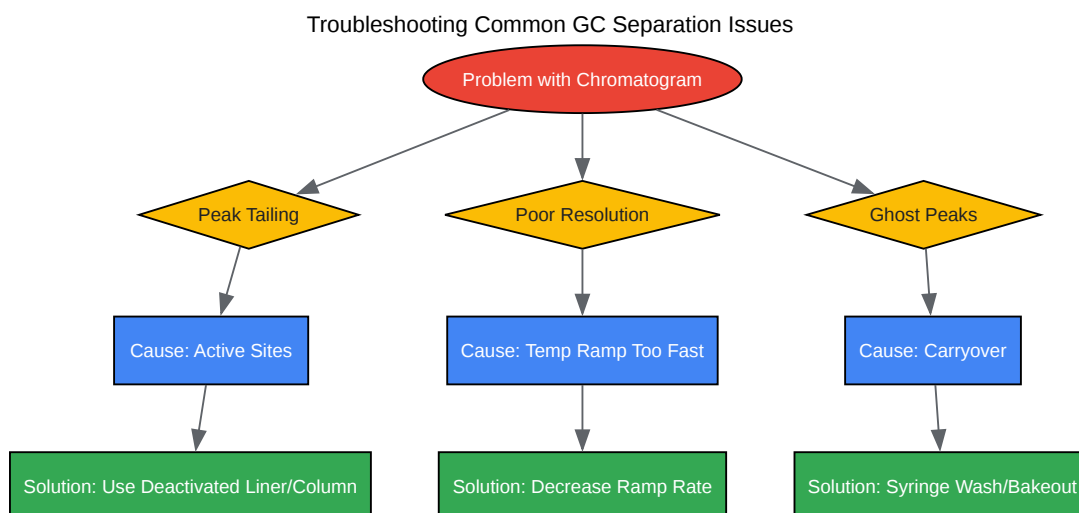 Troubleshooting Common GC Separation Issues
Problem with Chromatogram
Peak Tailing
Poor Resolution
Ghost Peaks
Cause: Active Sites
Cause: Temp Ramp Too Fast
Cause: Carryover
Solution: Use Deactivated Liner/Column
Solution: Decrease Ramp Rate
Solution: Syringe Wash/Bakeout